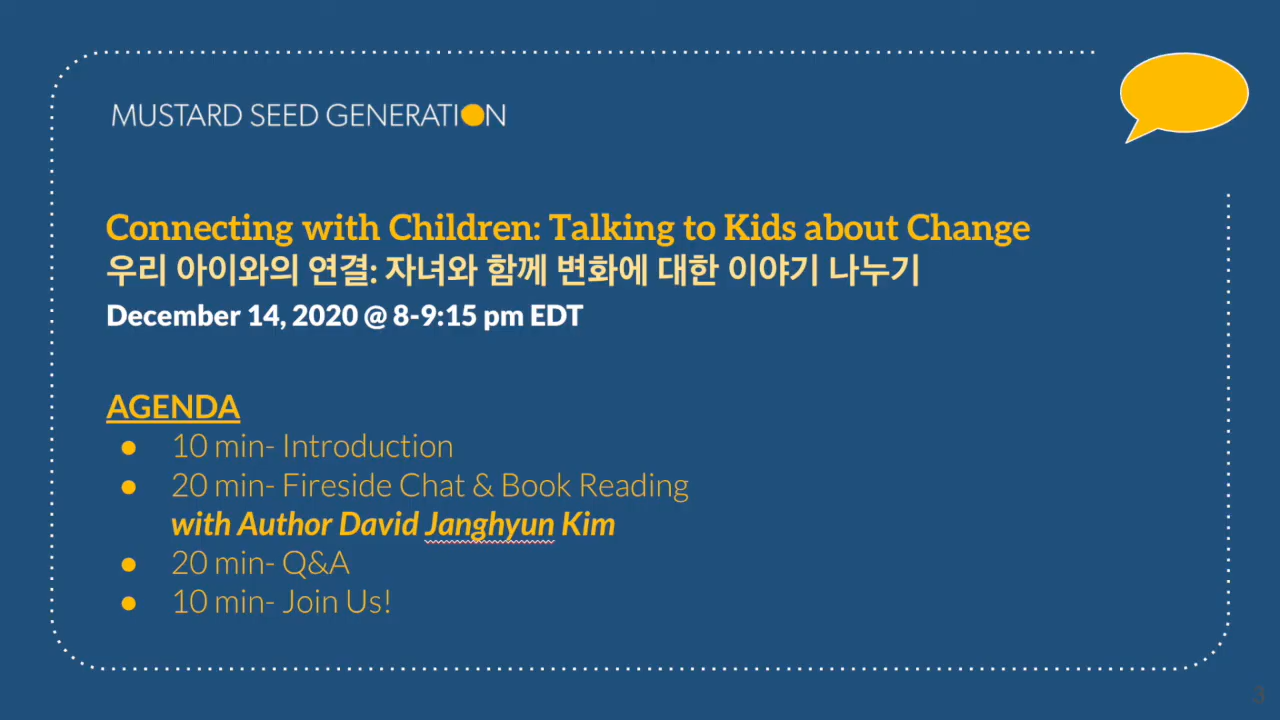 MUSTARD SEED GENERATION
Connecting with Children: Talking to Kids about Change
우리 아이와의 연결: 자녀와 함께 변화에 대한 이야기 나누기
December 14, 2020 @ 8-9:15 pm EDT
AGENDA
● 10 min- Introduction
● 20 min- Fireside Chat & Book Reading
with Author David Janghyun Kim
● 20 min- Q&A
● 10 min- Join Us!
3